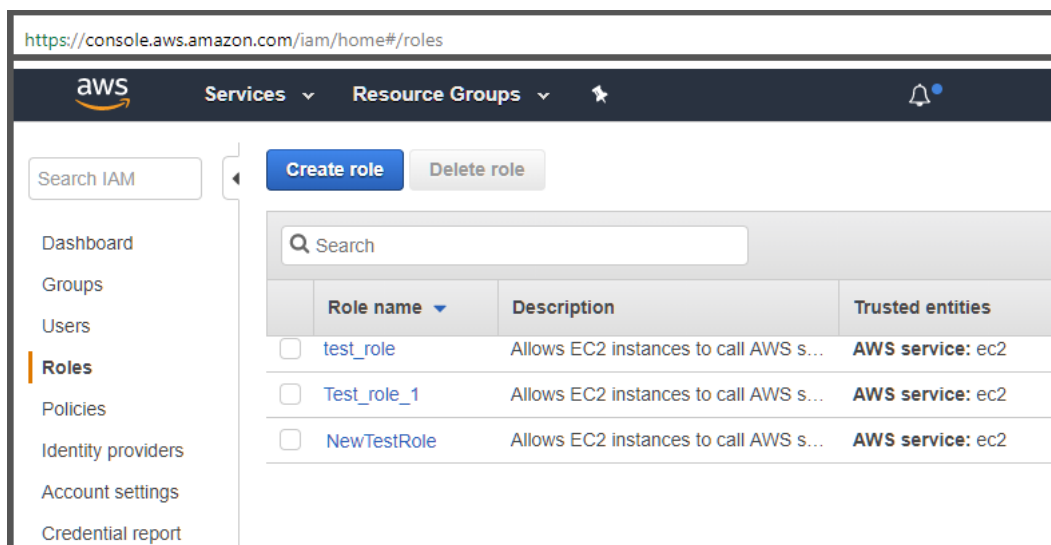 https://console.aws.amazon.com/iam/home#/roles
aws Services Resource Groups
Search IAM
Create role Delete role
Dashboard
Groups
Users
Roles
Policies
Identity providers
Account settings
Credential report
Search
Role name Description Trusted entities
test_role Allows EC2 instances to call AWS s... AWS service: ec2
Test_role_1 Allows EC2 instances to call AWS s... AWS service: ec2
NewTestRole Allows EC2 instances to call AWS s... AWS service: ec2